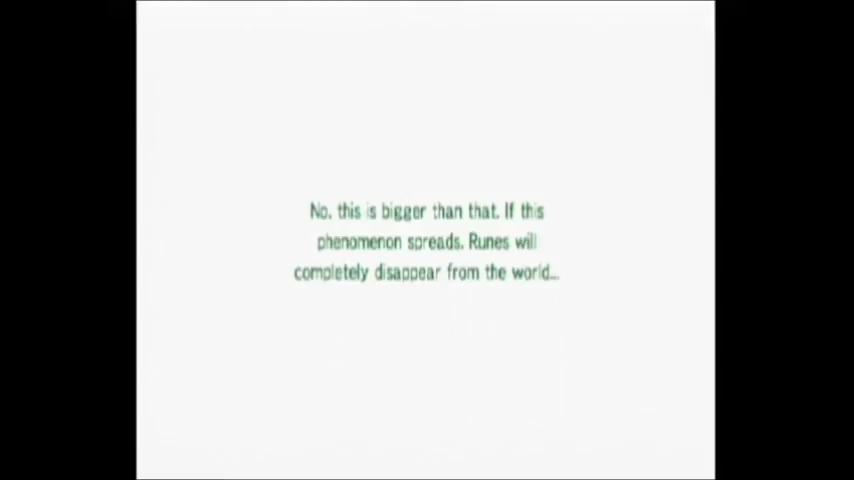 No, this is bigger than that. If this
phenomenon spreads, Runes will
completely disappear from the world...